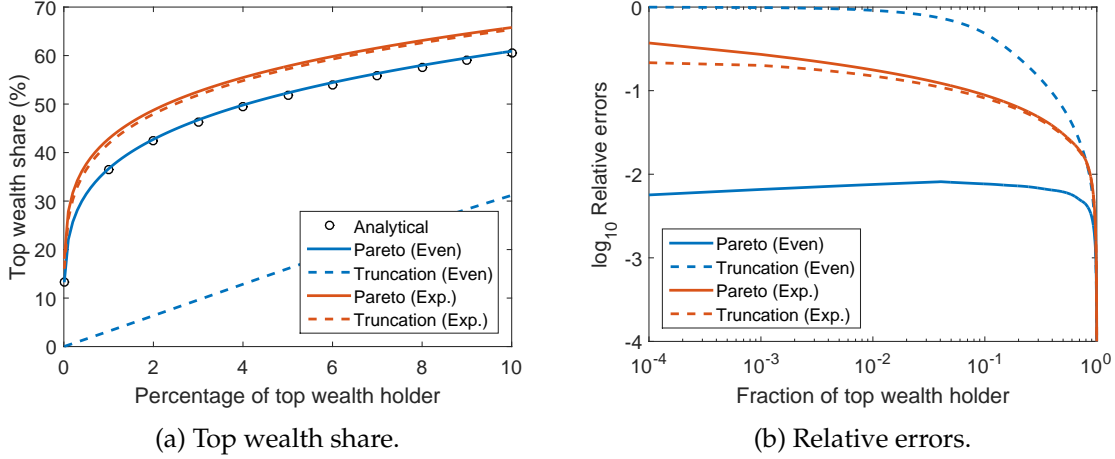 70
60
50
40
30
20
10
0
Top wealth share (%)
Analytical
Pareto (Even)
Truncation (Even)
Pareto (Exp.)
Truncation (Exp.)
0 2 4 6 8 10
Percentage of top wealth holder
(a) Top wealth share.
0
-1
-2
-3
-4
log10 Relative errors
Pareto (Even)
Truncation (Even)
Pareto (Exp.)
Truncation (Exp.)
10-4 10-3 10-2 10-1 100
Fraction of top wealth holder
(b) Relative errors.